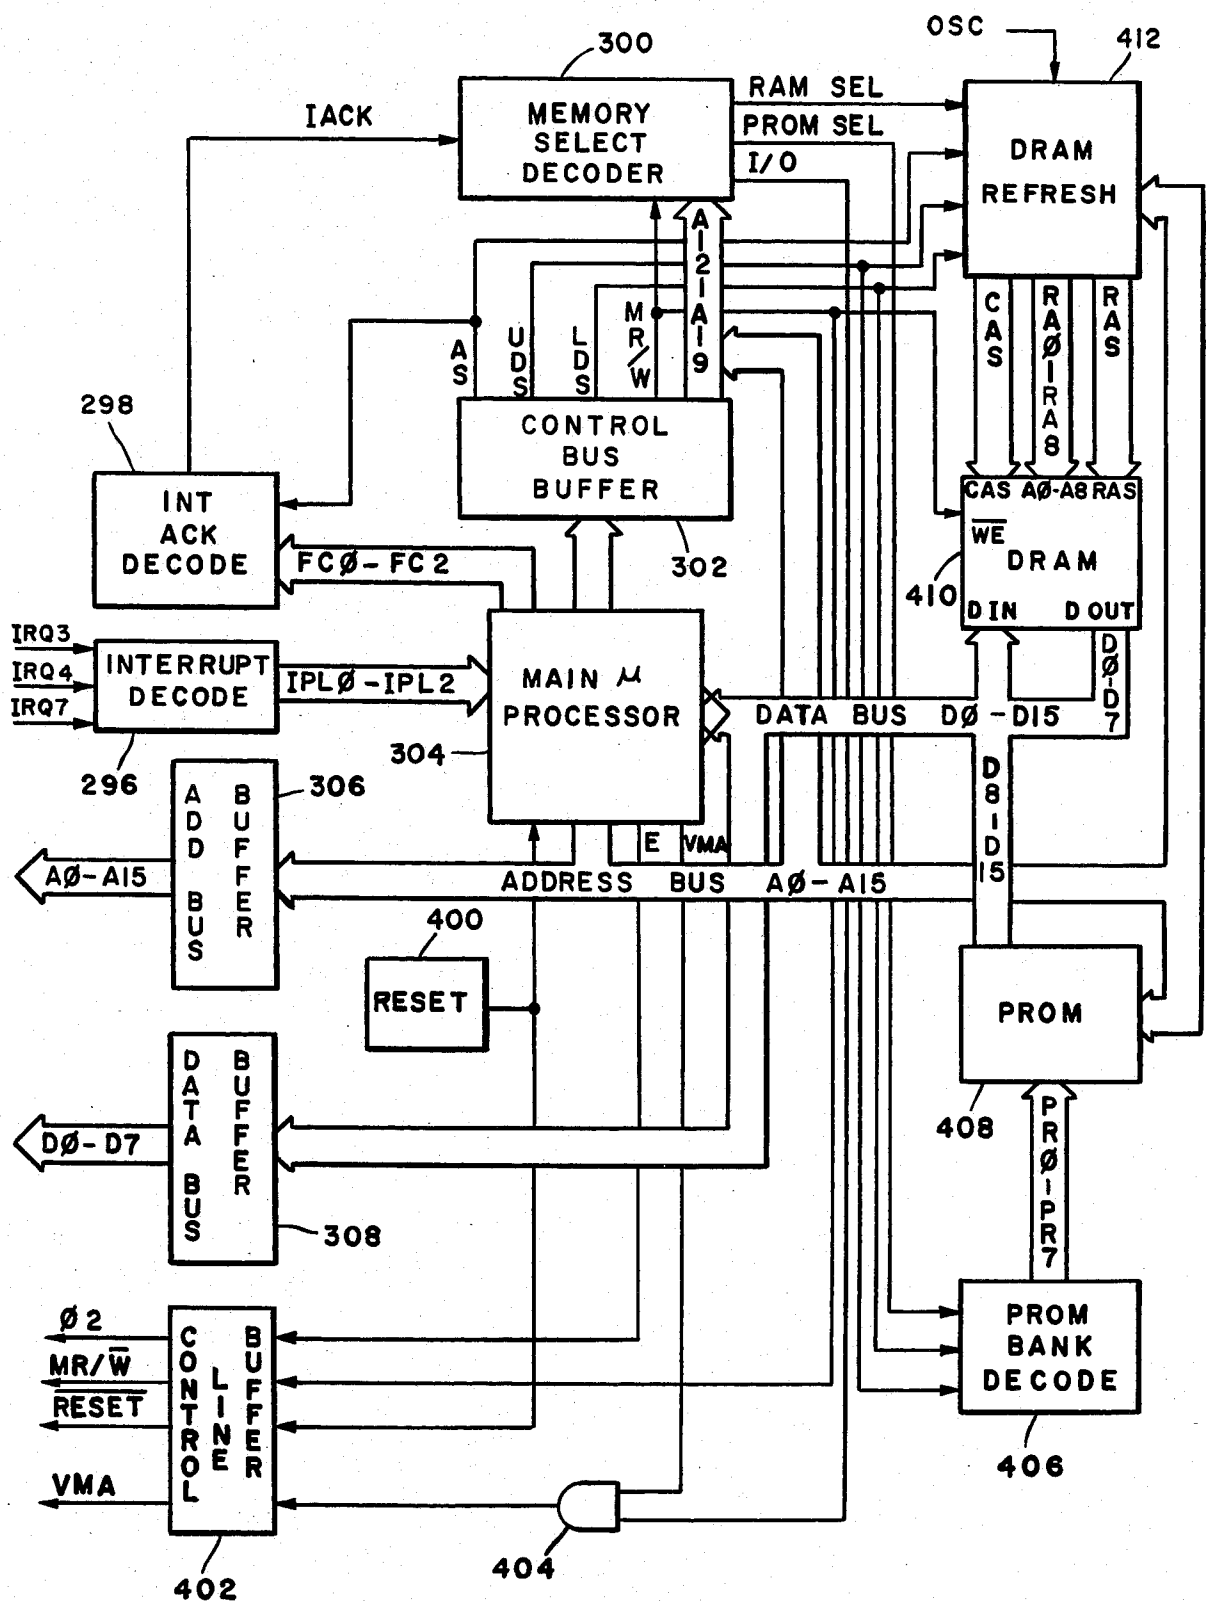 OSC
300
412
IACK
MEMORY
SELECT
DECODER
RAM SEL
PROM SEL
I/O
DRAM
REFRESH
A12-A19
AS
UDS
LDS
MR/W
CAS
RAØ-RA8
RAS
298
CONTROL
BUS
BUFFER
302
INT
ACK
DECODE
FCØ-FC2
CAS AØ-A8 RAS
WE
DRAM
410
D IN D OUT
IRQ3
IRQ4
IRQ7
INTERRUPT
DECODE
296
IPLØ-IPL2
MAIN µ
PROCESSOR
304
DATA BUS DØ-D15
DØ-D7
D8-D15
306
ADD BUS
BUFFER
AØ-A15
E
VMA
ADDRESS BUS AØ-A15
400
RESET
PROM
408
DATA BUS
BUFFER
DØ-D7
308
PRØ-PR7
Ø2
MR/W
RESET
VMA
CONTROL
LINE
BUFFER
402
404
PROM
BANK
DECODE
406